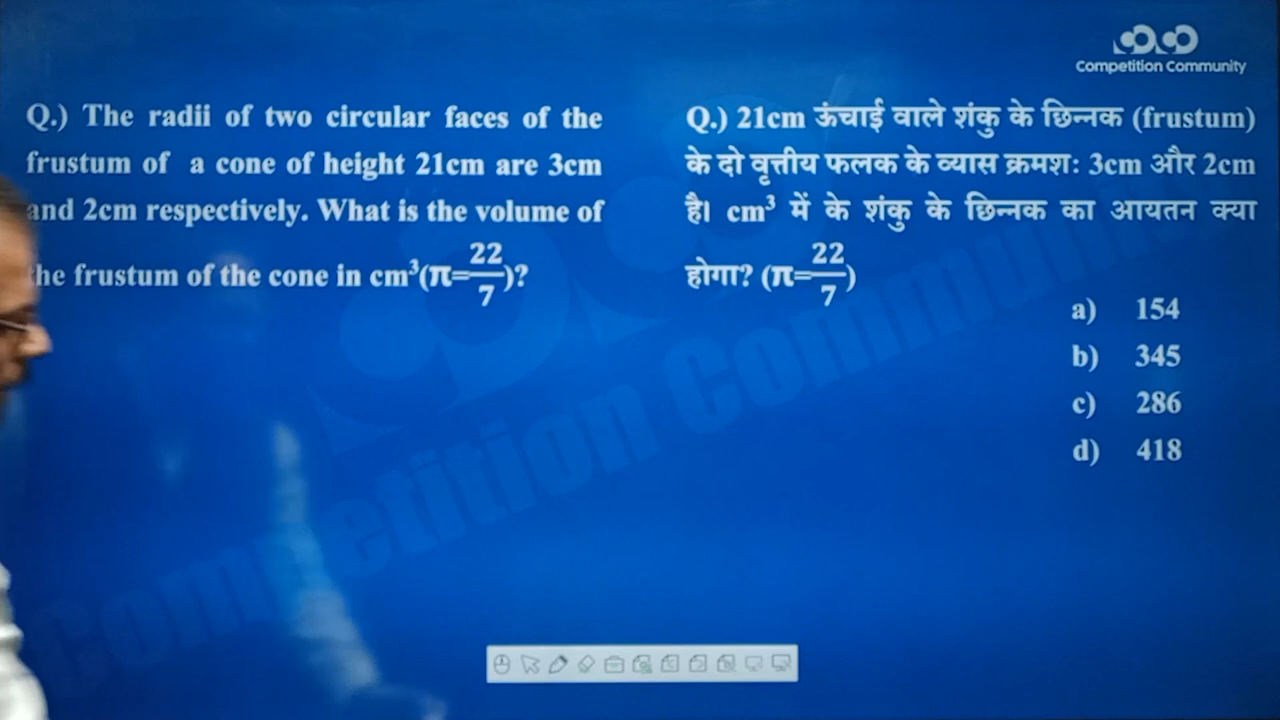 Competition Community
Q.) The radii of two circular faces of the
frustum of a cone of height 21cm are 3cm
and 2cm respectively. What is the volume of
the frustum of the cone in cm³(π=22/7)?
Q.) 21cm ऊंचाई वाले शंकु के छिन्नक (frustum)
के दो वृत्तीय फलक के व्यास क्रमश: 3cm और 2cm
है। cm³ में के शंकु के छिन्नक का आयतन क्या
होगा? (π=22/7)
a) 154
b) 345
c) 286
d) 418
Competition Community